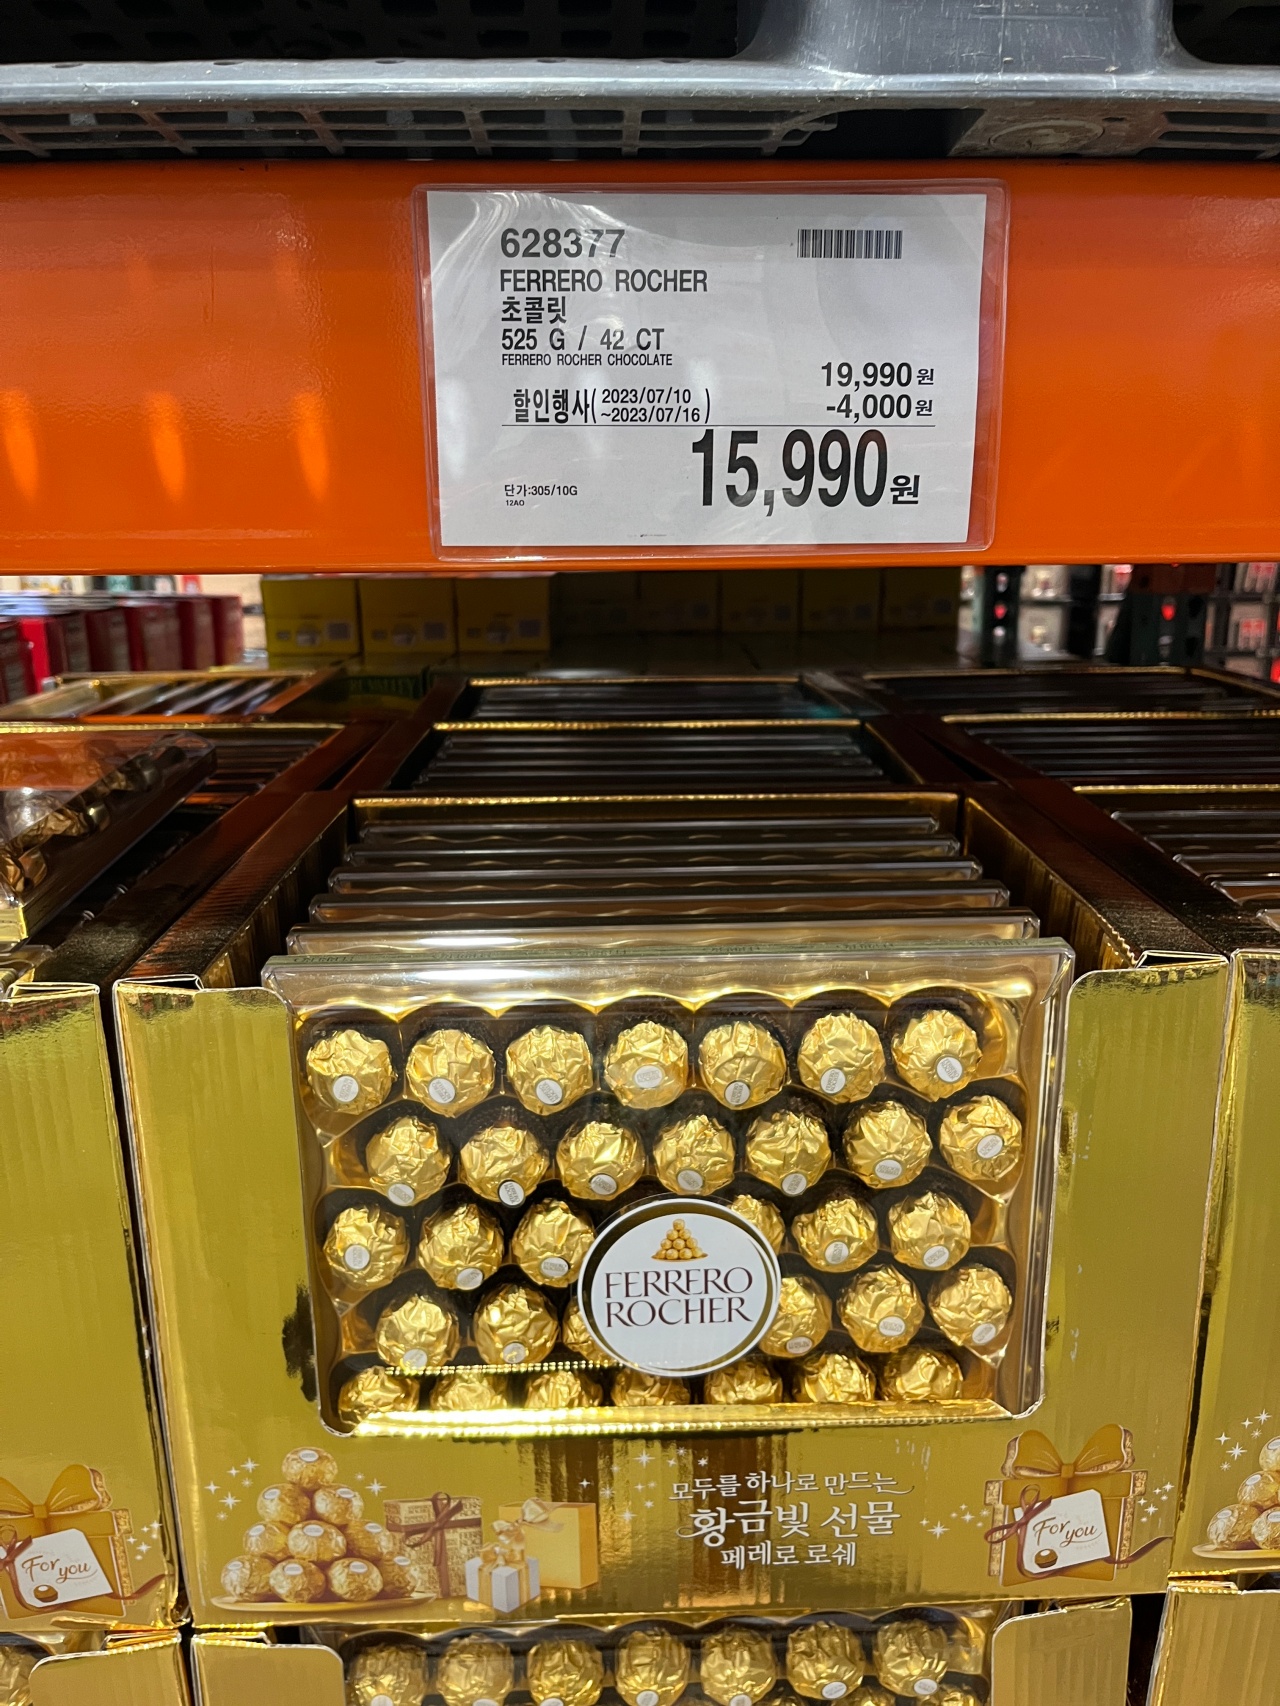 628377
FERRERO ROCHER
초콜릿
525 G / 42 CT
FERRERO ROCHER CHOCOLATE
19,990원
할인행사( 2023/07/10 ~2023/07/16 )
-4,000원
15,990원
단가:305/10G
12AO
FERRERO
ROCHER
모두를 하나로 만드는
황금빛 선물
페레로 로쉐
For you
For you